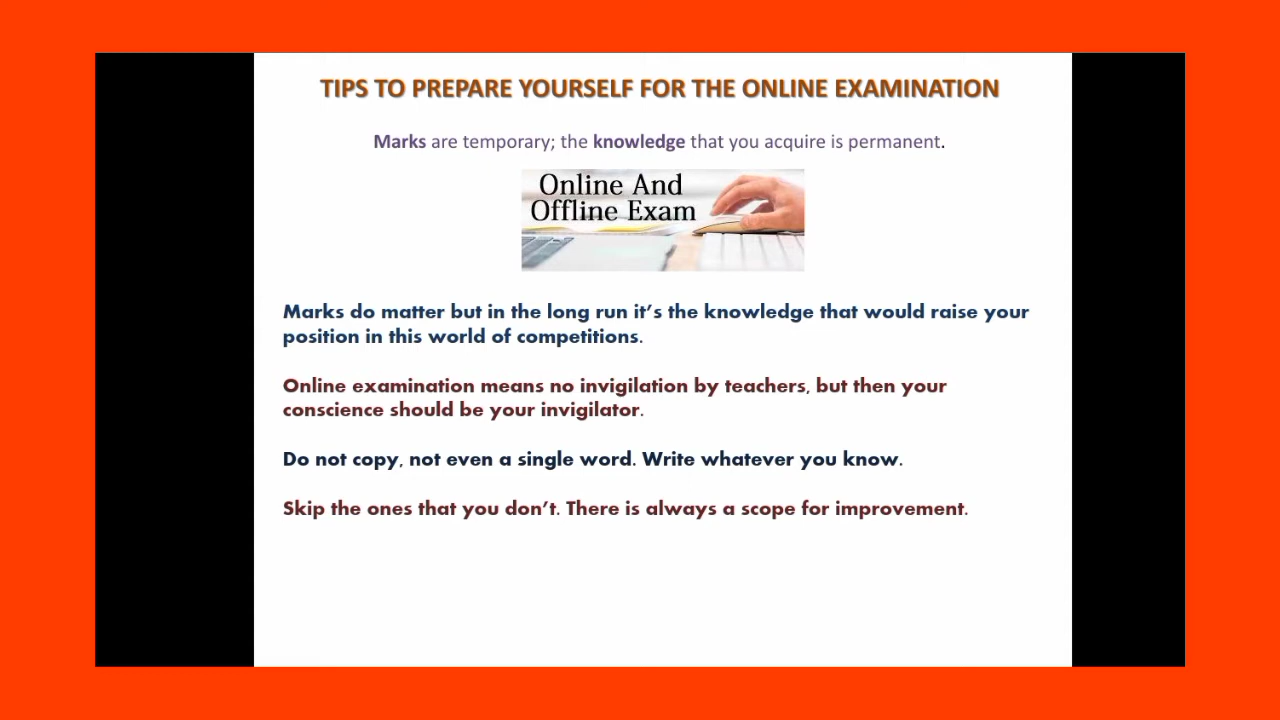 TIPS TO PREPARE YOURSELF FOR THE ONLINE EXAMINATION
Marks are temporary; the knowledge that you acquire is permanent.
Online And
Offline Exam
Marks do matter but in the long run it's the knowledge that would raise your
position in this world of competitions.
Online examination means no invigilation by teachers, but then your
conscience should be your invigilator.
Do not copy, not even a single word. Write whatever you know.
Skip the ones that you don't. There is always a scope for improvement.